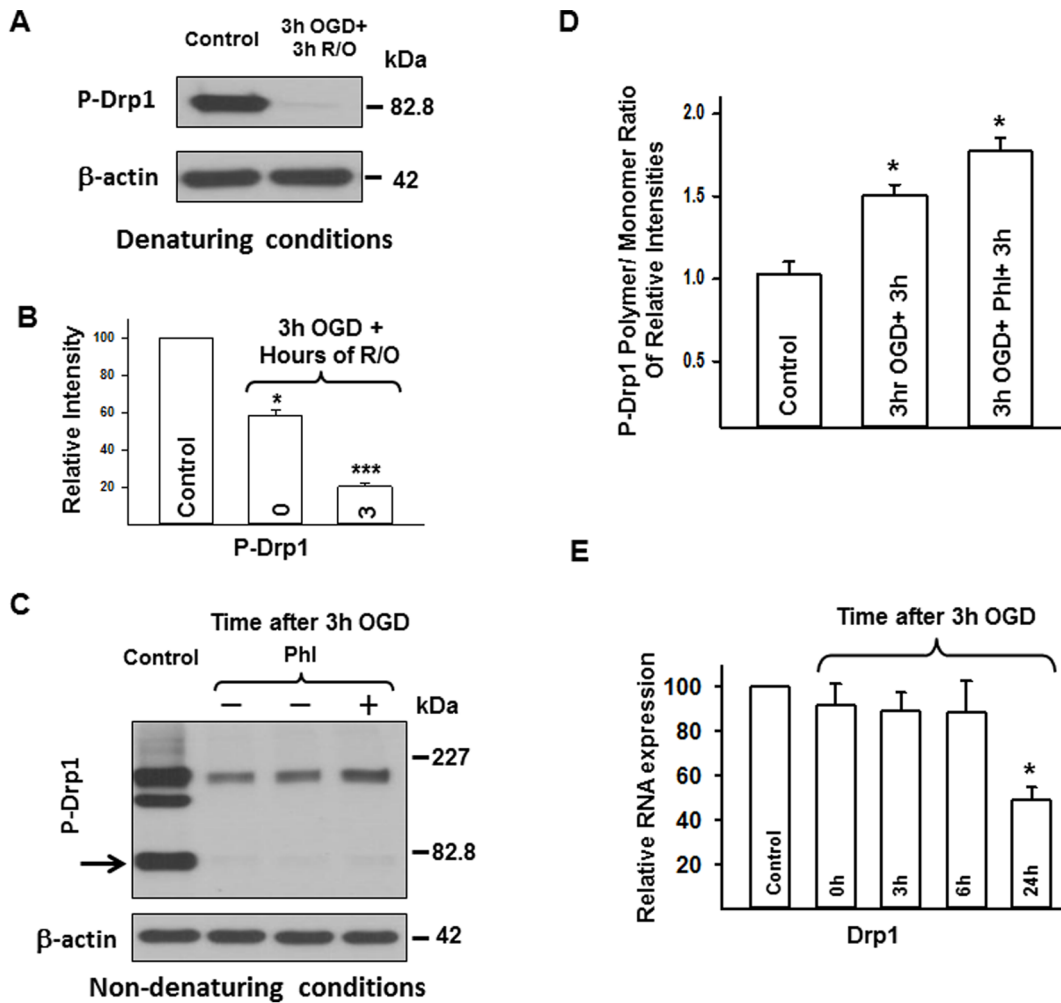 A
Control
3h OGD+
3h R/O
kDa
P-Drp1
82.8
β-actin
42
Denaturing conditions
B
Relative Intensity
100
80
60
40
20
3h OGD +
Hours of R/O
*
***
Control
0
3
P-Drp1
C
Time after 3h OGD
Control
Phl
− − +
kDa
227
P-Drp1
82.8
β-actin
42
Non-denaturing conditions
D
P-Drp1 Polymer/ Monomer Ratio
Of Relative Intensities
2.0
1.5
1.0
0.5
*
*
Control
3hr OGD+ 3h
3h OGD+ Phl+ 3h
E
Time after 3h OGD
Relative RNA expression
100
80
60
40
20
*
Control
0h
3h
6h
24h
Drp1